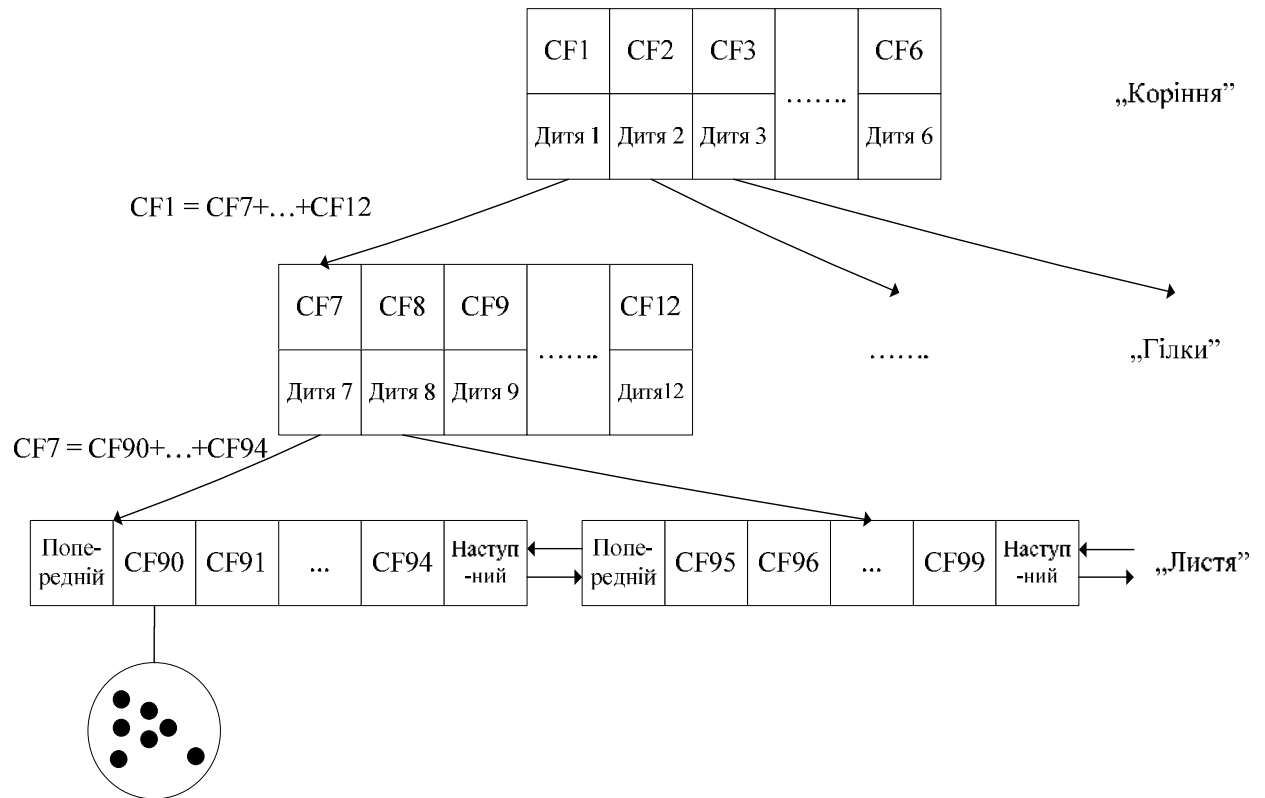 CF1 CF2 CF3 ……. CF6
„Коріння”
Дитя 1 Дитя 2 Дитя 3 Дитя 6
CF1 = CF7+…+CF12
CF7 CF8 CF9 ……. CF12
……. „Гілки”
Дитя 7 Дитя 8 Дитя 9 Дитя12
CF7 = CF90+…+CF94
Попе-
редній
CF90 CF91 ... CF94
Наступ
-ний
Попе-
редній
CF95 CF96 ... CF99
Наступ
-ний
„Листя”